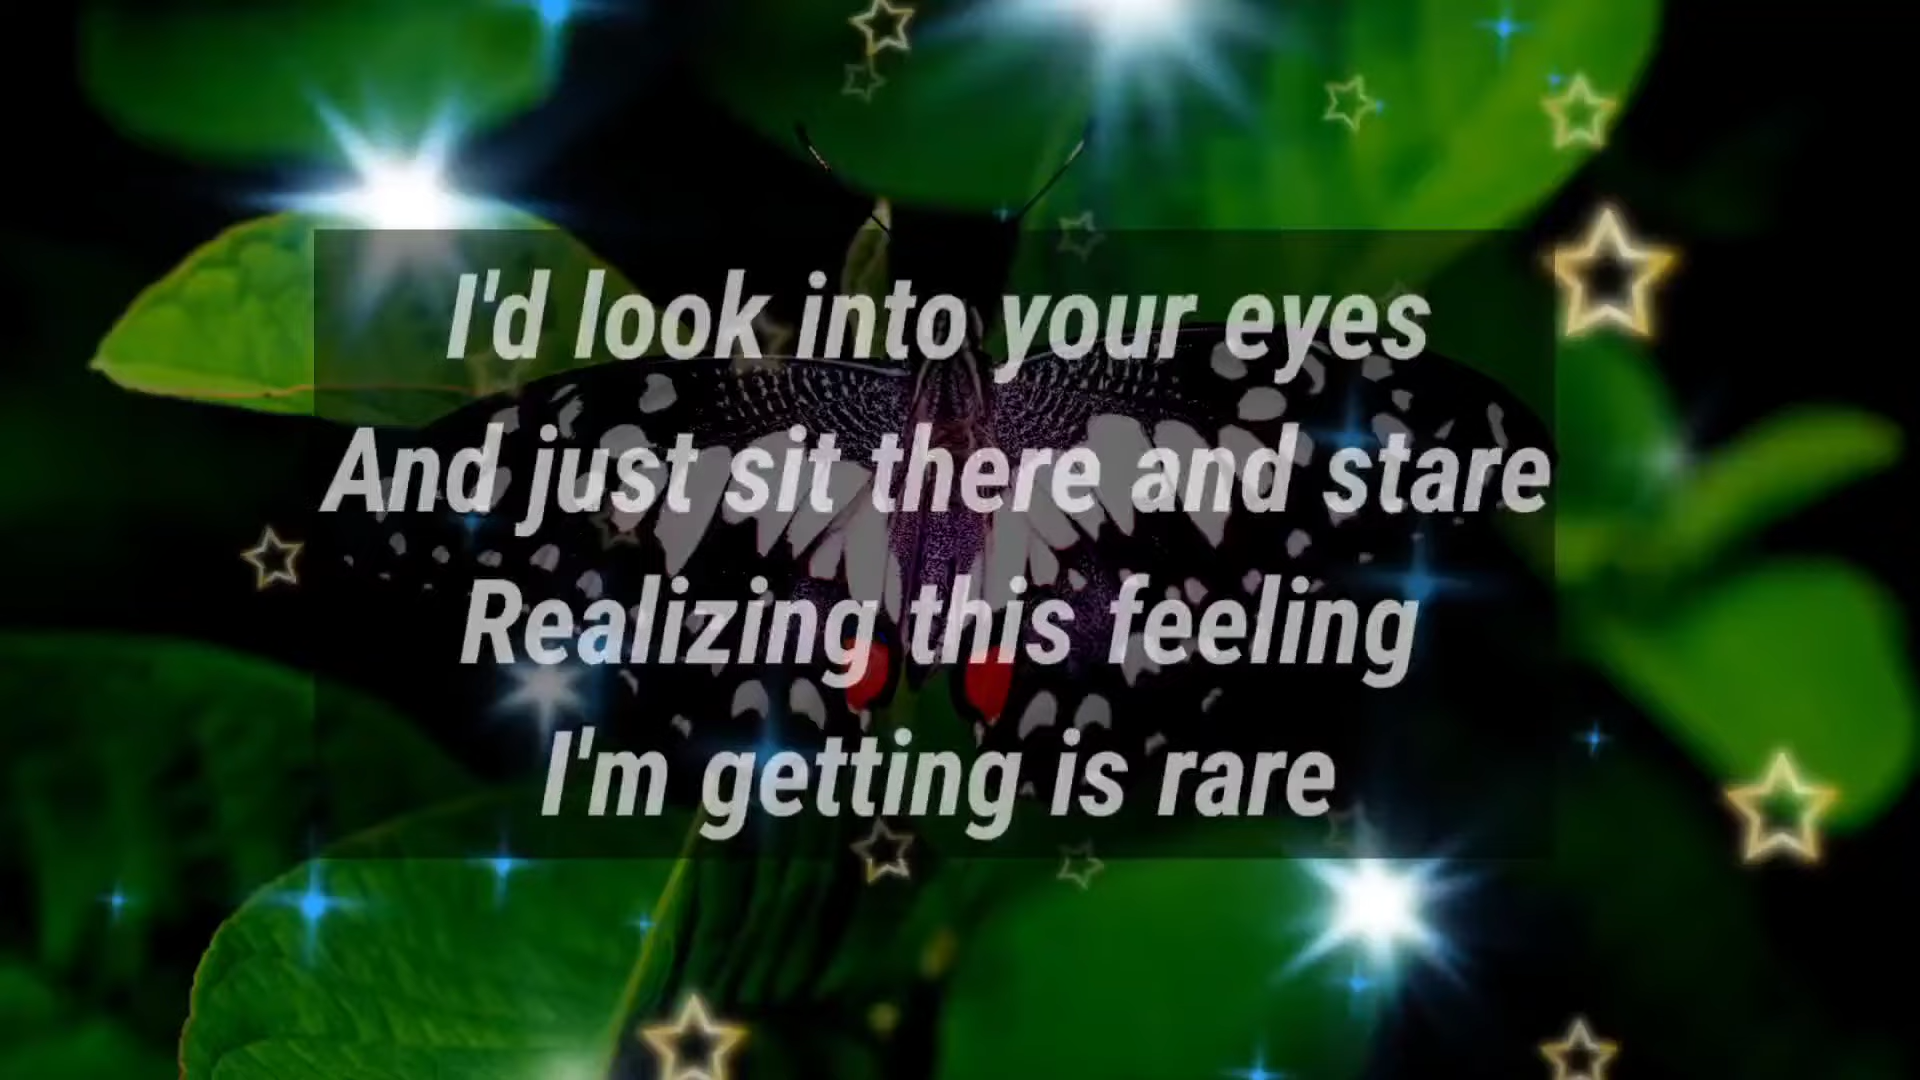 I'd look into your eyes
And just sit there and stare
Realizing this feeling
I'm getting is rare